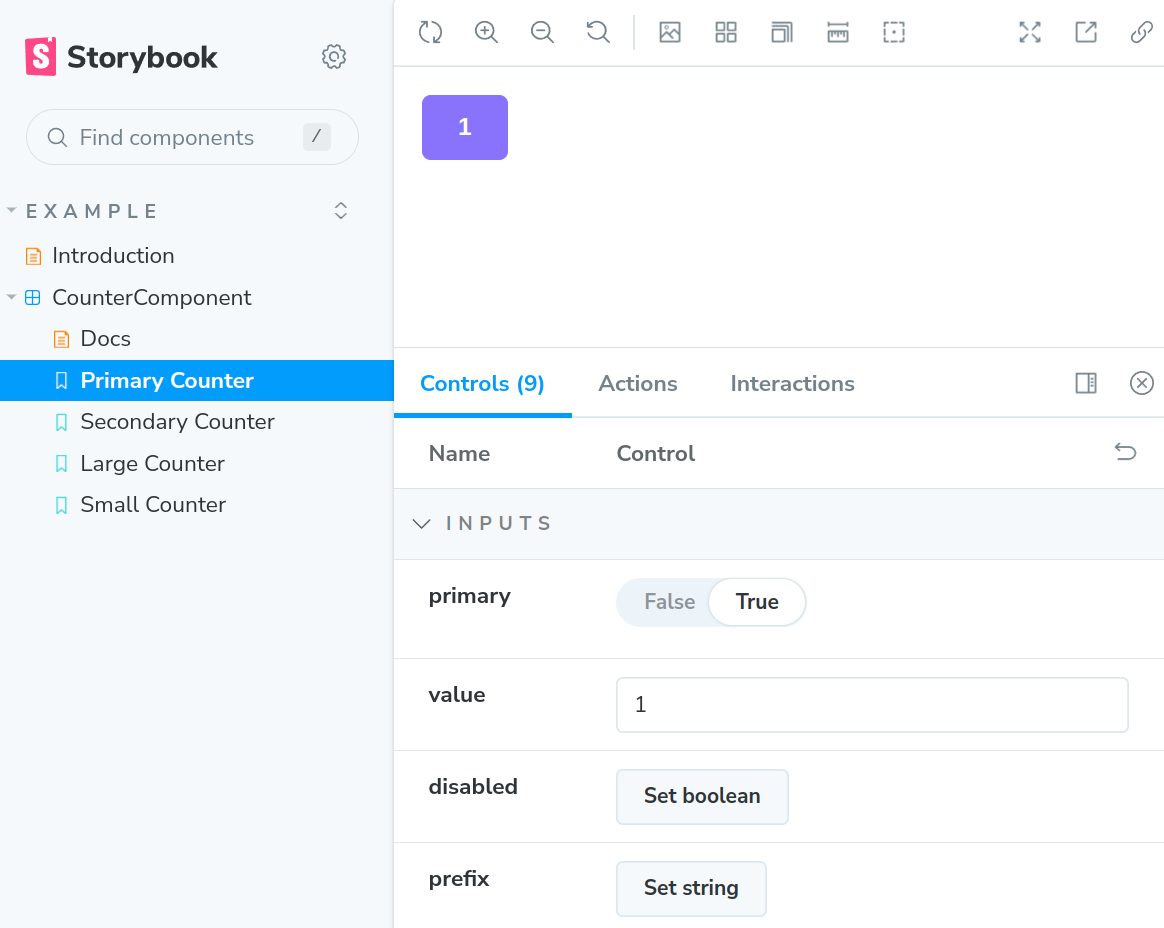 Storybook
Find components /
EXAMPLE
Introduction
CounterComponent
Docs
Primary Counter
Secondary Counter
Large Counter
Small Counter
1
Controls (9) Actions Interactions
Name Control
INPUTS
primary False True
value 1
disabled Set boolean
prefix Set string